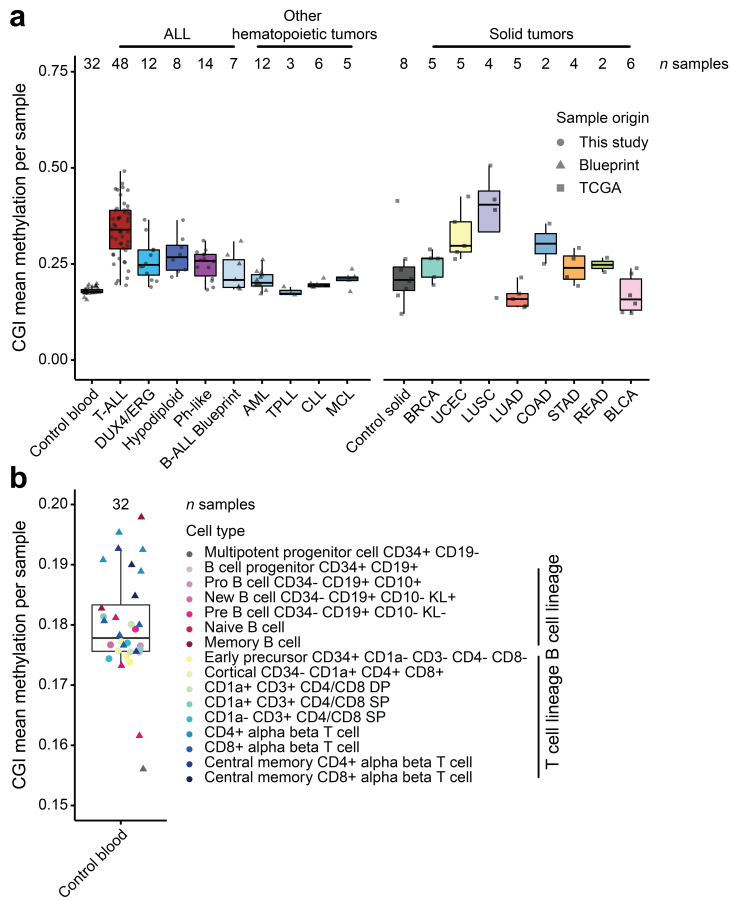 a
ALL
Other
hematopoietic tumors
Solid tumors
32 48 12 8 14 7 12 3 6 5 8 5 5 4 5 2 4 2 6 n samples
CGI mean methylation per sample
0.75
0.50
0.25
0.00
Sample origin
This study
Blueprint
TCGA
Control blood
T-ALL
DUX4/ERG
Hypodiploid
Ph-like
B-ALL Blueprint
AML
TPLL
CLL
MCL
Control solid
BRCA
UCEC
LUSC
LUAD
COAD
STAD
READ
BLCA
b
CGI mean methylation per sample
0.20
0.19
0.18
0.17
0.16
0.15
32 n samples
Cell type
Multipotent progenitor cell CD34+ CD19-
B cell progenitor CD34+ CD19+
Pro B cell CD34- CD19+ CD10+
New B cell CD34- CD19+ CD10- KL+
Pre B cell CD34- CD19+ CD10- KL-
Naive B cell
Memory B cell
Early precursor CD34+ CD1a- CD3- CD4- CD8-
Cortical CD34- CD1a+ CD4+ CD8+
CD1a+ CD3+ CD4/CD8 DP
CD1a+ CD3+ CD4/CD8 SP
CD1a- CD3+ CD4/CD8 SP
CD4+ alpha beta T cell
CD8+ alpha beta T cell
Central memory CD4+ alpha beta T cell
Central memory CD8+ alpha beta T cell
B cell lineage
T cell lineage
Control blood